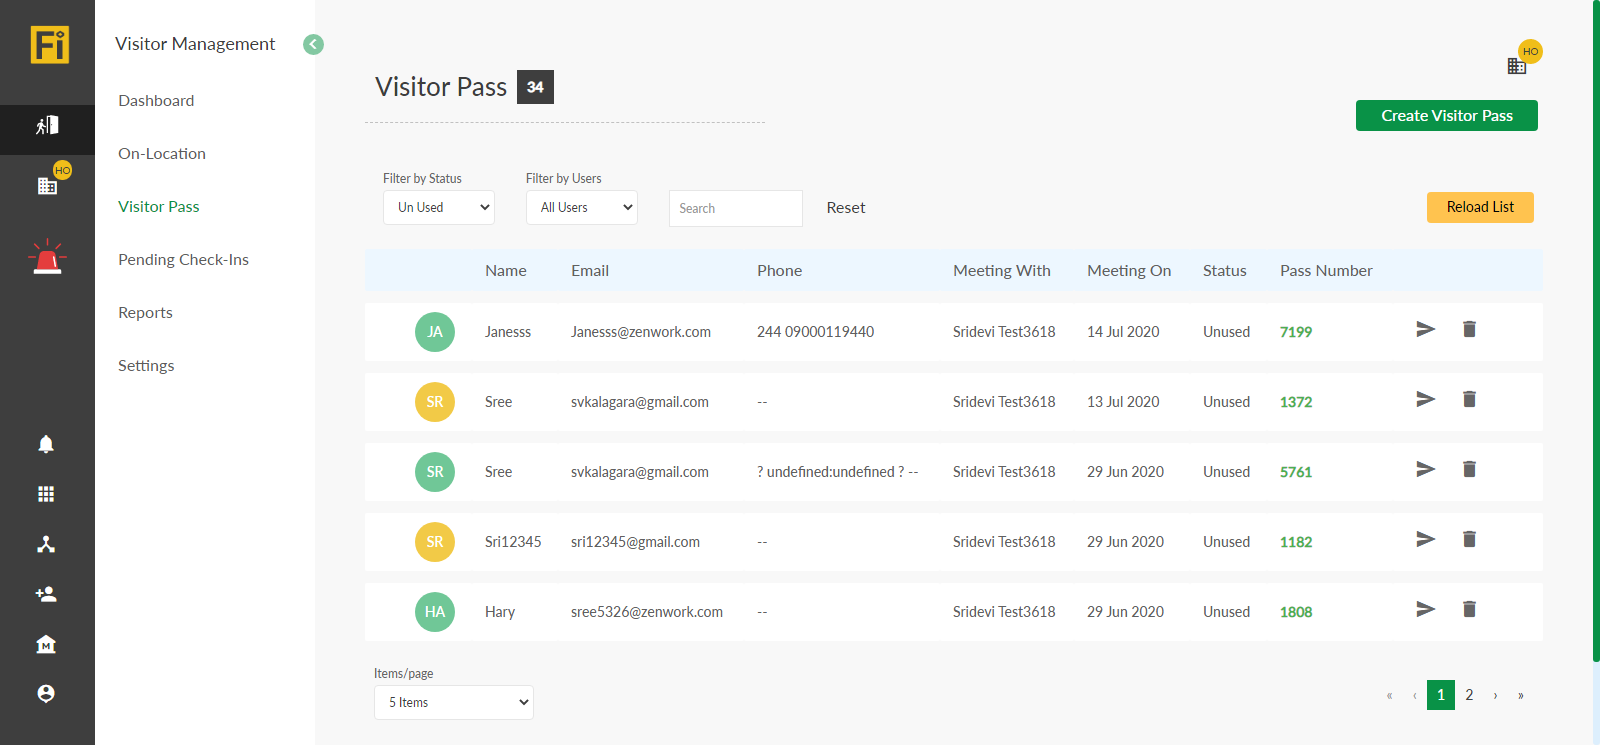 Fi
Visitor Management
HO
Visitor Pass 34
Dashboard
Create Visitor Pass
On-Location
HO
Filter by Status Filter by Users
Visitor Pass
Un Used All Users Search Reset Reload List
Pending Check-Ins
Name Email Phone Meeting With Meeting On Status Pass Number
Reports
JA Janesss Janesss@zenwork.com 244 09000119440 Sridevi Test3618 14 Jul 2020 Unused 7199
Settings
SR Sree svkalagara@gmail.com -- Sridevi Test3618 13 Jul 2020 Unused 1372
SR Sree svkalagara@gmail.com ? undefined:undefined ? -- Sridevi Test3618 29 Jun 2020 Unused 5761
SR Sri12345 sri12345@gmail.com -- Sridevi Test3618 29 Jun 2020 Unused 1182
HA Hary sree5326@zenwork.com -- Sridevi Test3618 29 Jun 2020 Unused 1808
M
Items/page
5 Items « ‹ 1 2 › »